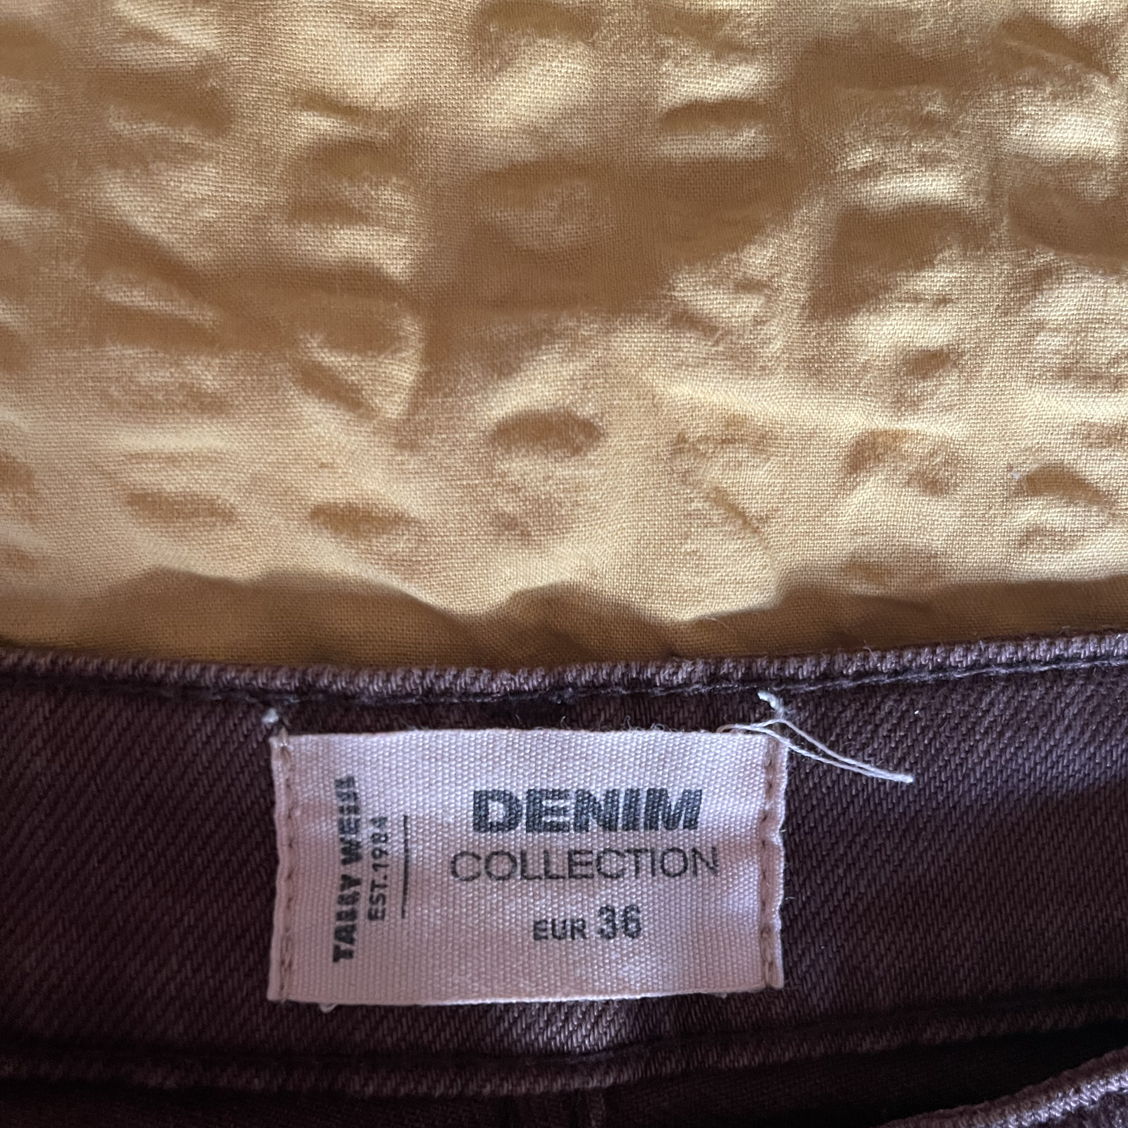 TALLY WEiJL
EST.1984
DENIM
COLLECTION
EUR 36